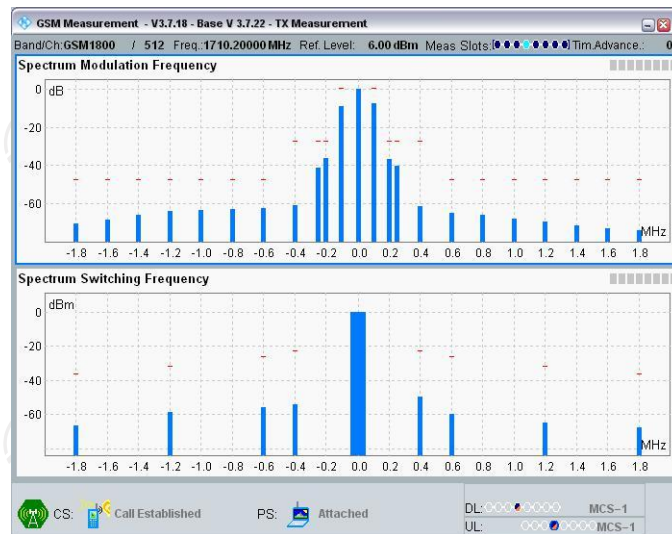 GSM Measurement - V3.7.18 - Base V 3.7.22 - TX Measurement
Band/Ch:GSM1800 / 512 Freq.:1710.20000 MHz Ref. Level: 6.00 dBm Meas Slots: Tim.Advance.: 0
Spectrum Modulation Frequency
dB
0
-20
-40
-60
MHz
-1.8 -1.6 -1.4 -1.2 -1.0 -0.8 -0.6 -0.4 -0.2 0.0 0.2 0.4 0.6 0.8 1.0 1.2 1.4 1.6 1.8
Spectrum Switching Frequency
dBm
0
-20
-40
-60
MHz
-1.8 -1.6 -1.4 -1.2 -1.0 -0.8 -0.6 -0.4 -0.2 0.0 0.2 0.4 0.6 0.8 1.0 1.2 1.4 1.6 1.8
CS: Call Established PS: Attached
DL: MCS-1
UL: MCS-1